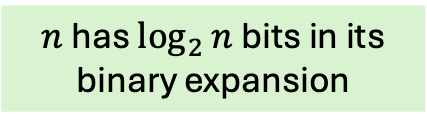 𝑛 has log₂ 𝑛 bits in its
binary expansion